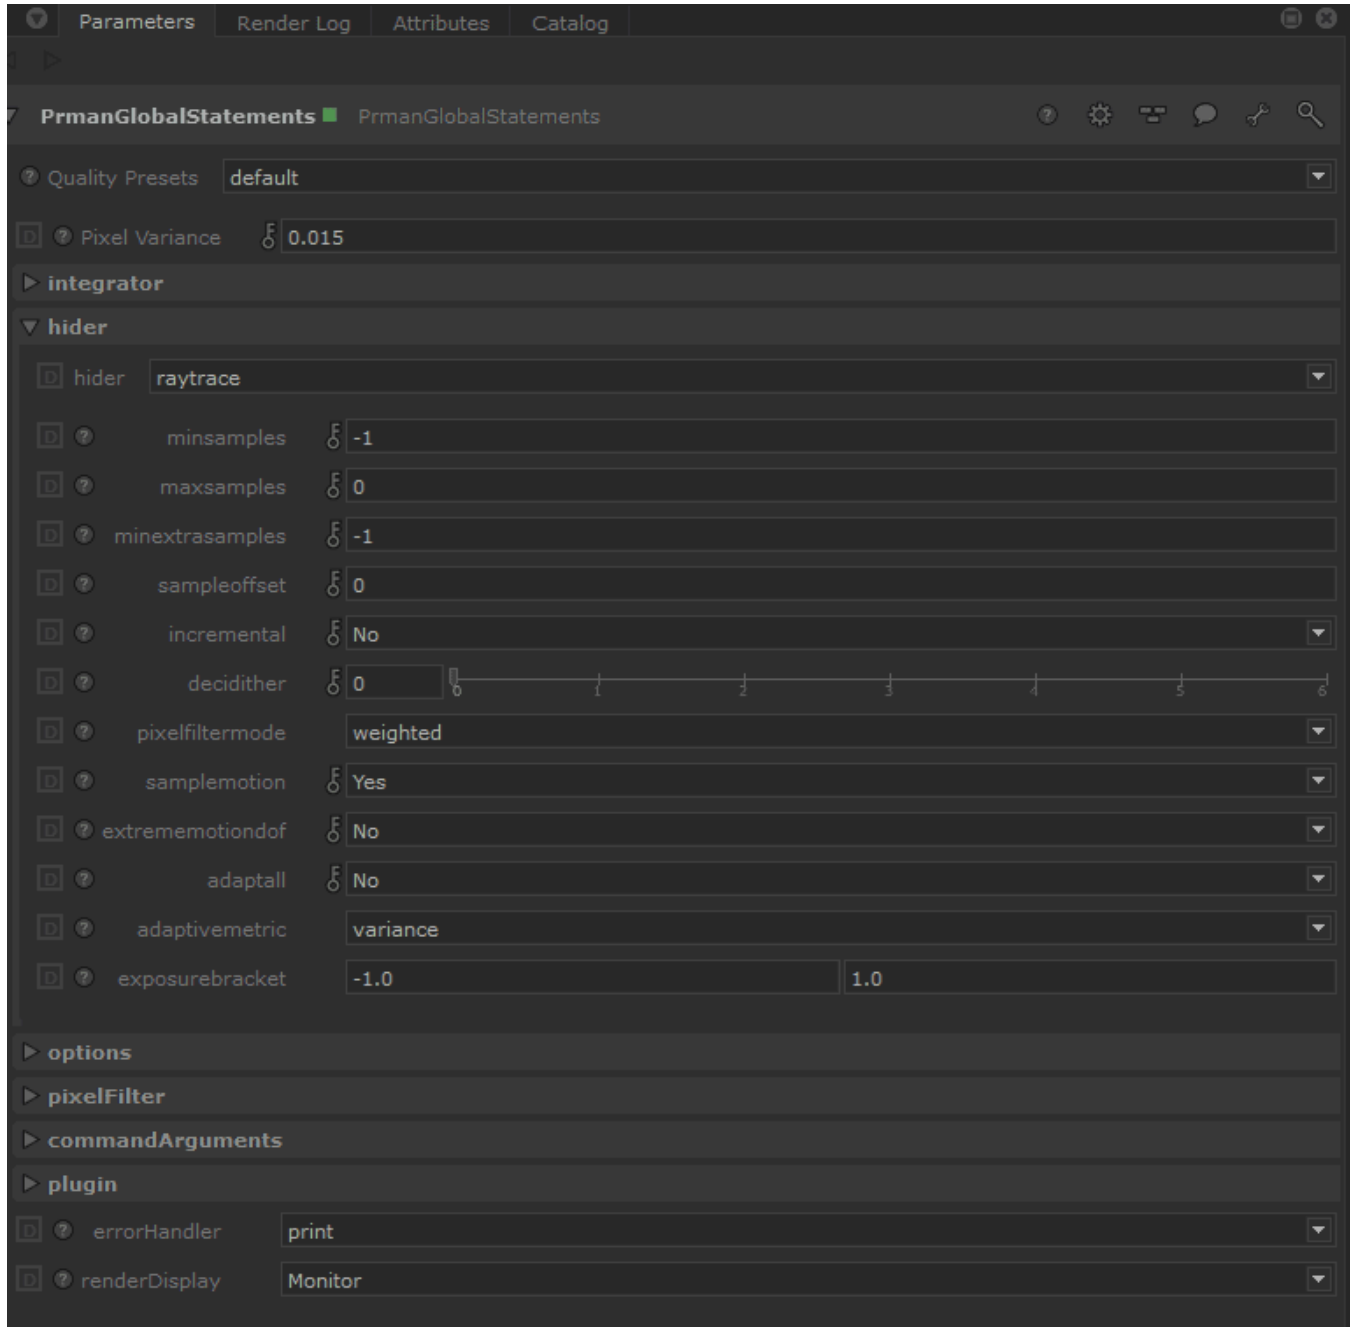 Parameters Render Log Attributes Catalog
PrmanGlobalStatements PrmanGlobalStatements
Quality Presets default
D ? Pixel Variance 0.015
integrator
hider
D hider raytrace
D ? minsamples -1
D ? maxsamples 0
D ? minextrasamples -1
D ? sampleoffset 0
D ? incremental No
D ? decidither 0 0 1 2 3 4 5 6
D ? pixelfiltermode weighted
D ? samplemotion Yes
D ? extrememotiondof No
D ? adaptall No
D ? adaptivemetric variance
D ? exposurebracket -1.0 1.0
options
pixelFilter
commandArguments
plugin
D ? errorHandler print
D ? renderDisplay Monitor